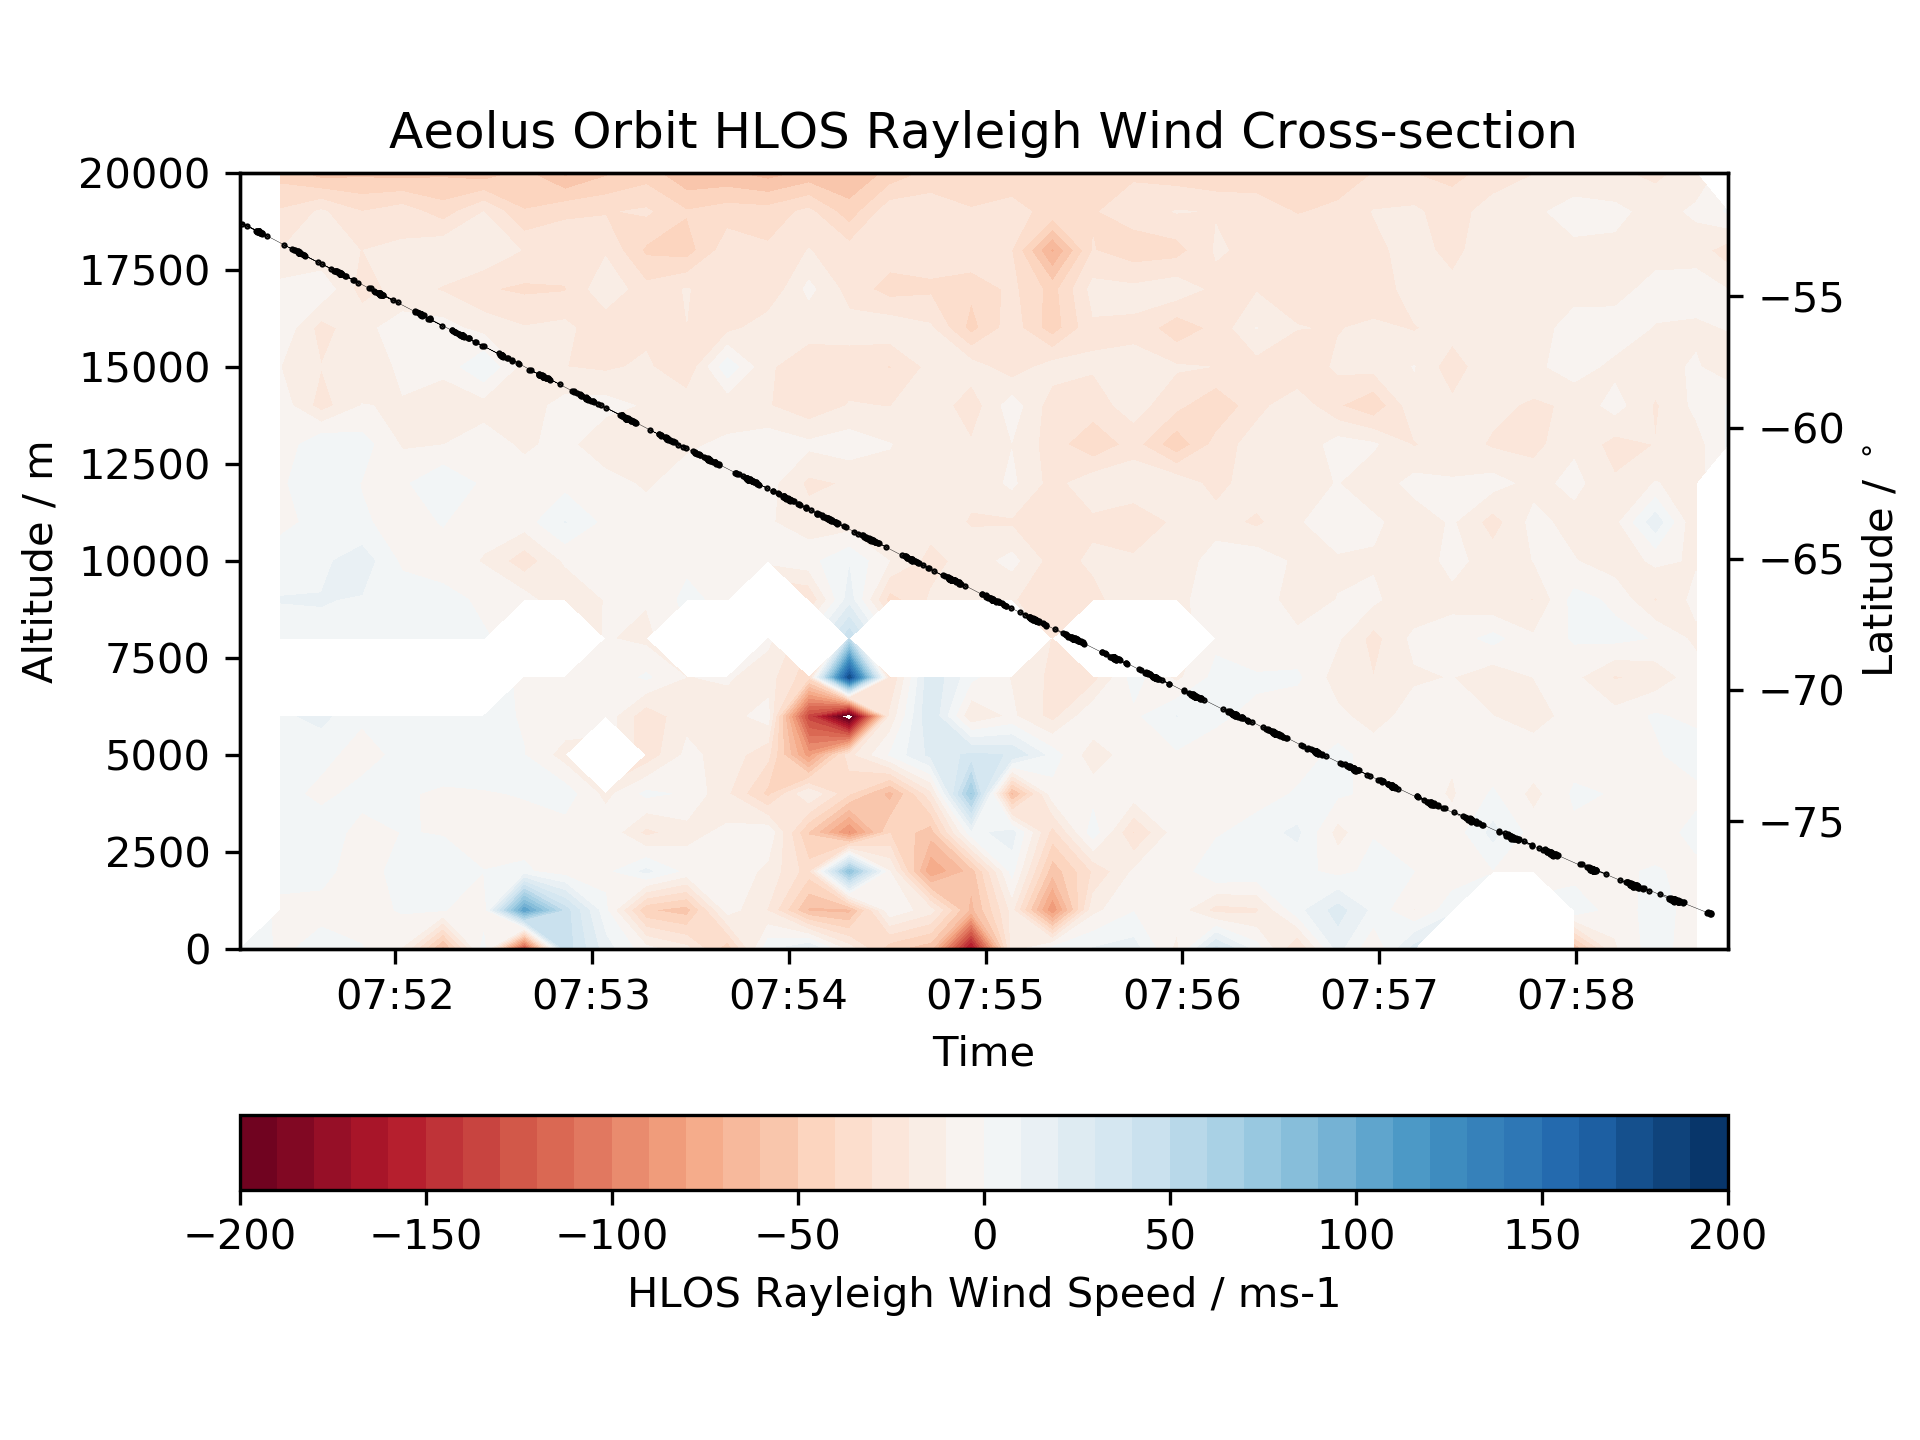 Aeolus Orbit HLOS Rayleigh Wind Cross-section
20000
17500
15000
12500
10000
7500
5000
2500
0
Altitude / m
−55
−60
−65
−70
−75
Latitude / °
07:52 07:53 07:54 07:55 07:56 07:57 07:58
Time
−200 −150 −100 −50 0 50 100 150 200
HLOS Rayleigh Wind Speed / ms-1